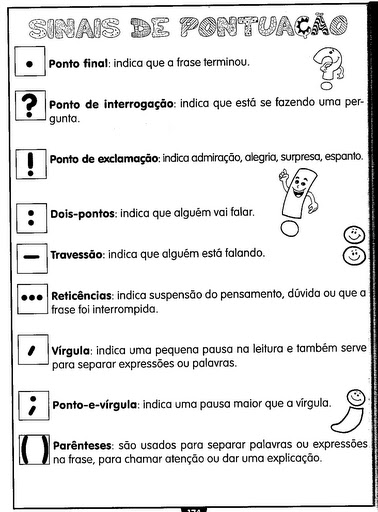 SINAIS DE PONTUAÇÃO
. Ponto final: indica que a frase terminou.
? Ponto de interrogação: indica que está se fazendo uma per-
gunta.
! Ponto de exclamação: indica admiração, alegria, surpresa, espanto.
: Dois-pontos: indica que alguém vai falar.
— Travessão: indica que alguém está falando.
... Reticências: indica suspensão do pensamento, dúvida ou que a
frase foi interrompida.
, Vírgula: indica uma pequena pausa na leitura e também serve
para separar expressões ou palavras.
; Ponto-e-vírgula: indica uma pausa maior que a vírgula.
( ) Parênteses: são usados para separar palavras ou expressões
na frase, para chamar atenção ou dar uma explicação.